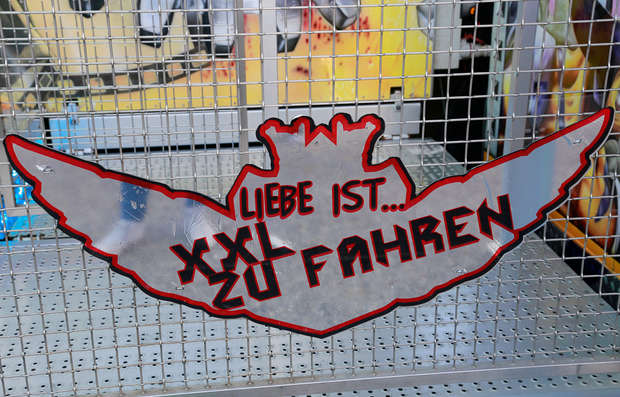 LIEBE IST...
XXL
ZU FAHREN